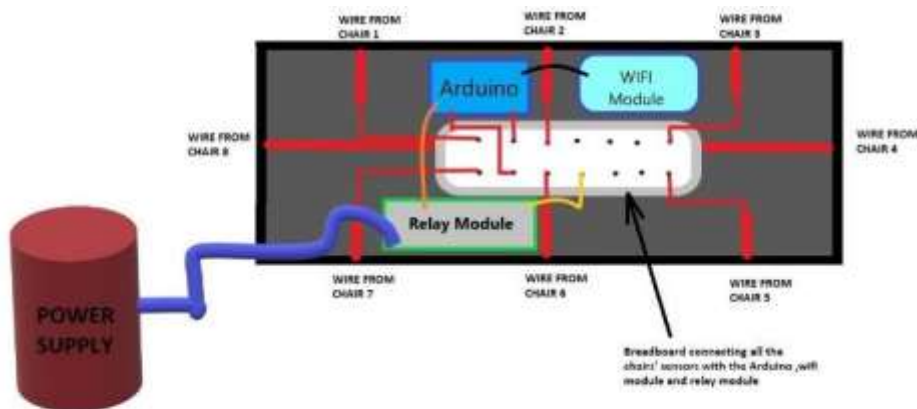 WIRE FROM
CHAIR 1
WIRE FROM
CHAIR 2
WIRE FROM
CHAIR 3
Arduino
WIFI
Module
WIRE FROM
CHAIR 8
WIRE FROM
CHAIR 4
Relay Module
WIRE FROM
CHAIR 7
WIRE FROM
CHAIR 6
WIRE FROM
CHAIR 5
POWER
SUPPLY
Breadboard connecting all the
chairs' sensors with the Arduino ,wifi
module and relay module